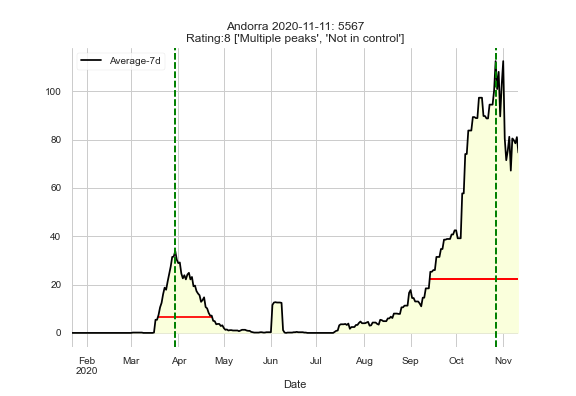 Andorra 2020-11-11: 5567
Rating:8 ['Multiple peaks', 'Not in control']
Average-7d
100
80
60
40
20
0
Feb Mar Apr May Jun Jul Aug Sep Oct Nov
2020
Date